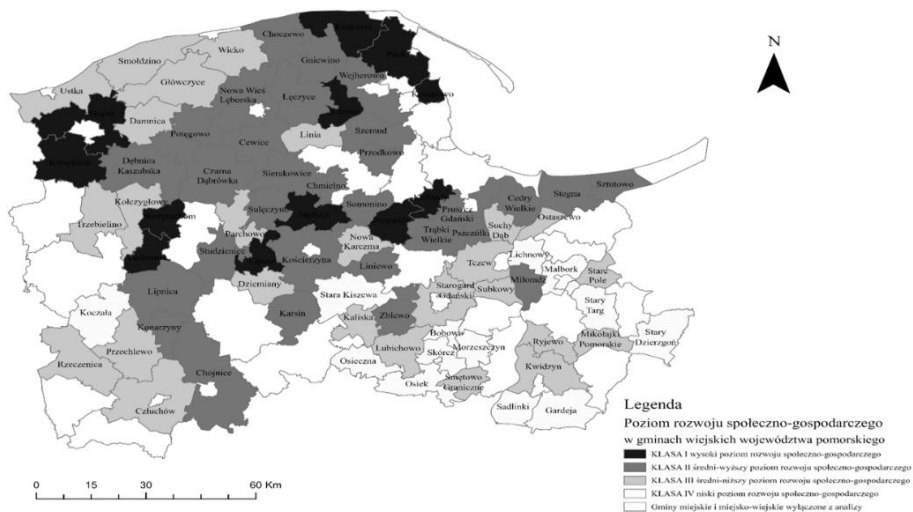 Choczewo
N
Wicko
Gniewino
Smołdzino
Wejherowo
Główczyce
Ustka
Nowa Wieś
Lęborska
Łęczyce
Damnica
Potęgowo
Linia
Szemud
Cewice
Przodkowo
Dębnica
Kaszubska
Czarna
Dąbrówka
Sierakowice
Chmielno
Kołczygłowy
Sulęczyno
Somonino
Cedry
Wielkie
Stegna
Sztutowo
Pruszcz
Gdański
Trzebielino
Parchowo
Trąbki
Wielkie
Pszczółki
Suchy
Dąb
Ostaszewo
Nowa
Karczma
Studzienice
Kościerzyna
Lichnowy
Liniewo
Tczew
Malbork
Stare
Pole
Dziemiany
Miłoradz
Lipnica
Stara Kiszewa
Starogard
Gdański
Subkowy
Stary
Targ
Koczała
Karsin
Kaliska
Zblewo
Konarzyny
Bobowo
Mikołajki
Pomorskie
Stary
Dzierzgoń
Przechlewo
Lubichowo
Skórcz
Morzeszczyn
Ryjewo
Rzeczenica
Osieczna
Kwidzyn
Chojnice
Osiek
Smętowo
Graniczne
Człuchów
Sadlinki
Gardeja
Legenda
Poziom rozwoju społeczno-gospodarczego
w gminach wiejskich województwa pomorskiego
KLASA I wysoki poziom rozwoju społeczno-gospodarczego
KLASA II średni-wyższy poziom rozwoju społeczno-gospodarczego
KLASA III średni-niższy poziom rozwoju społeczno-gospodarczego
KLASA IV niski poziom rozwoju społeczno-gospodarczego
Gminy miejskie i miejsko-wiejskie wyłączone z analizy
0 15 30 60 Km